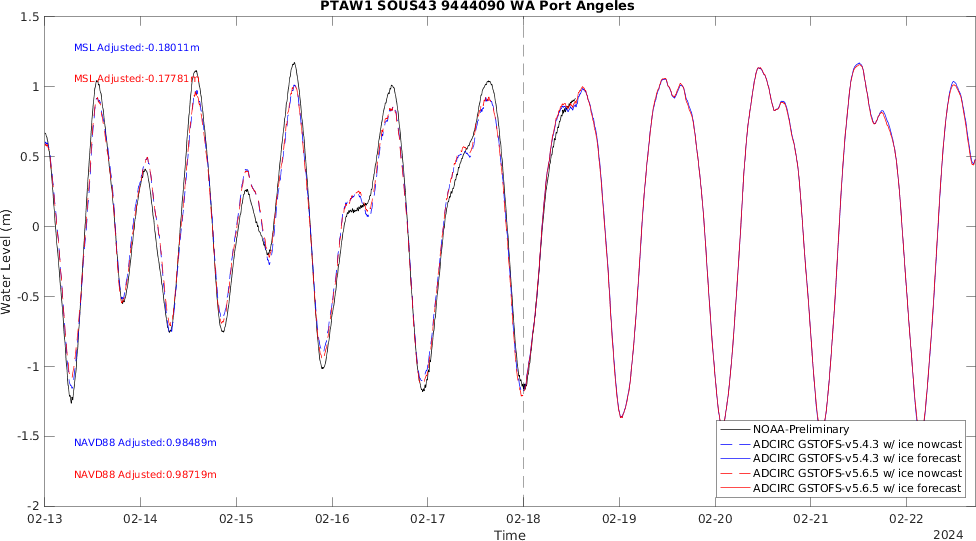 PTAW1 SOUS43 9444090 WA Port Angeles
1.5
MSL Adjusted:-0.18011m
MSL Adjusted:-0.17781m
1
0.5
0
Water Level (m)
-0.5
-1
-1.5
NAVD88 Adjusted:0.98489m
NAVD88 Adjusted:0.98719m
-2
NOAA-Preliminary
ADCIRC GSTOFS-v5.4.3 w/ ice nowcast
ADCIRC GSTOFS-v5.4.3 w/ ice forecast
ADCIRC GSTOFS-v5.6.5 w/ ice nowcast
ADCIRC GSTOFS-v5.6.5 w/ ice forecast
02-13 02-14 02-15 02-16 02-17 02-18 02-19 02-20 02-21 02-22
Time
2024